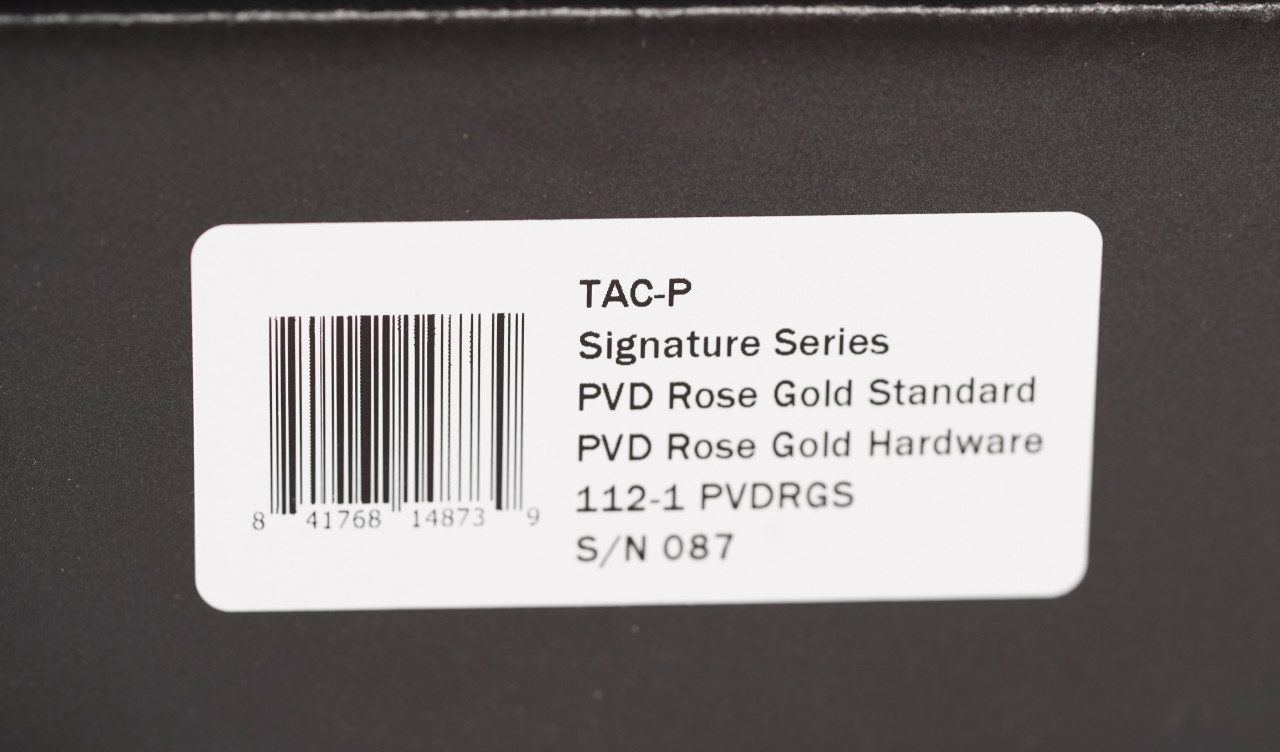 TAC-P
Signature Series
PVD Rose Gold Standard
PVD Rose Gold Hardware
112-1 PVDRGS
S/N 087
8 41768 14873 9